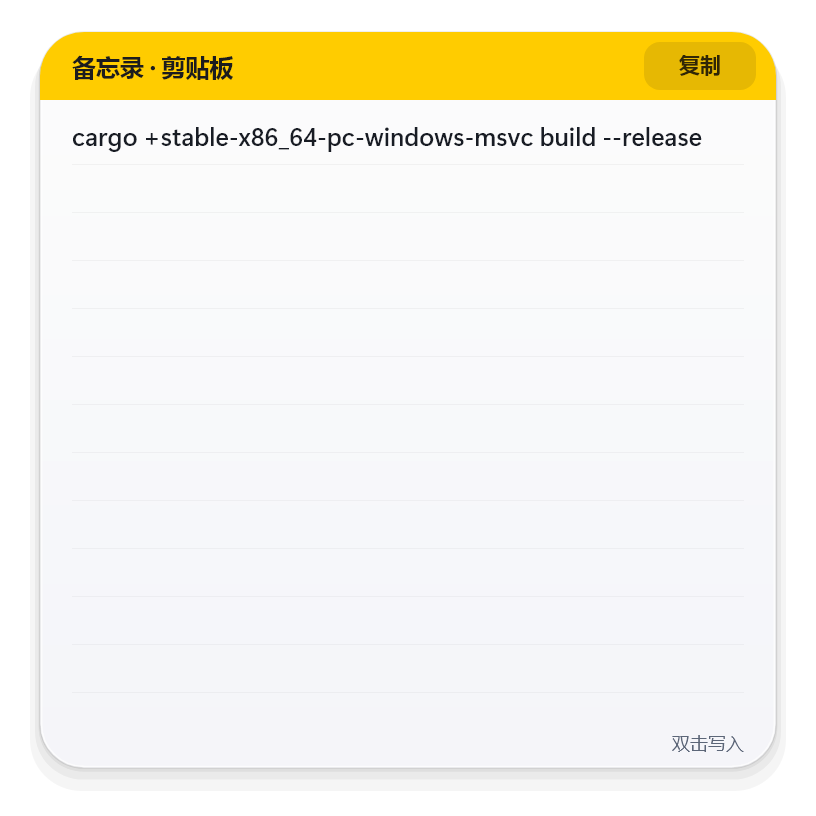 备忘录 · 剪贴板
复制
cargo +stable-x86_64-pc-windows-msvc build --release
双击写入